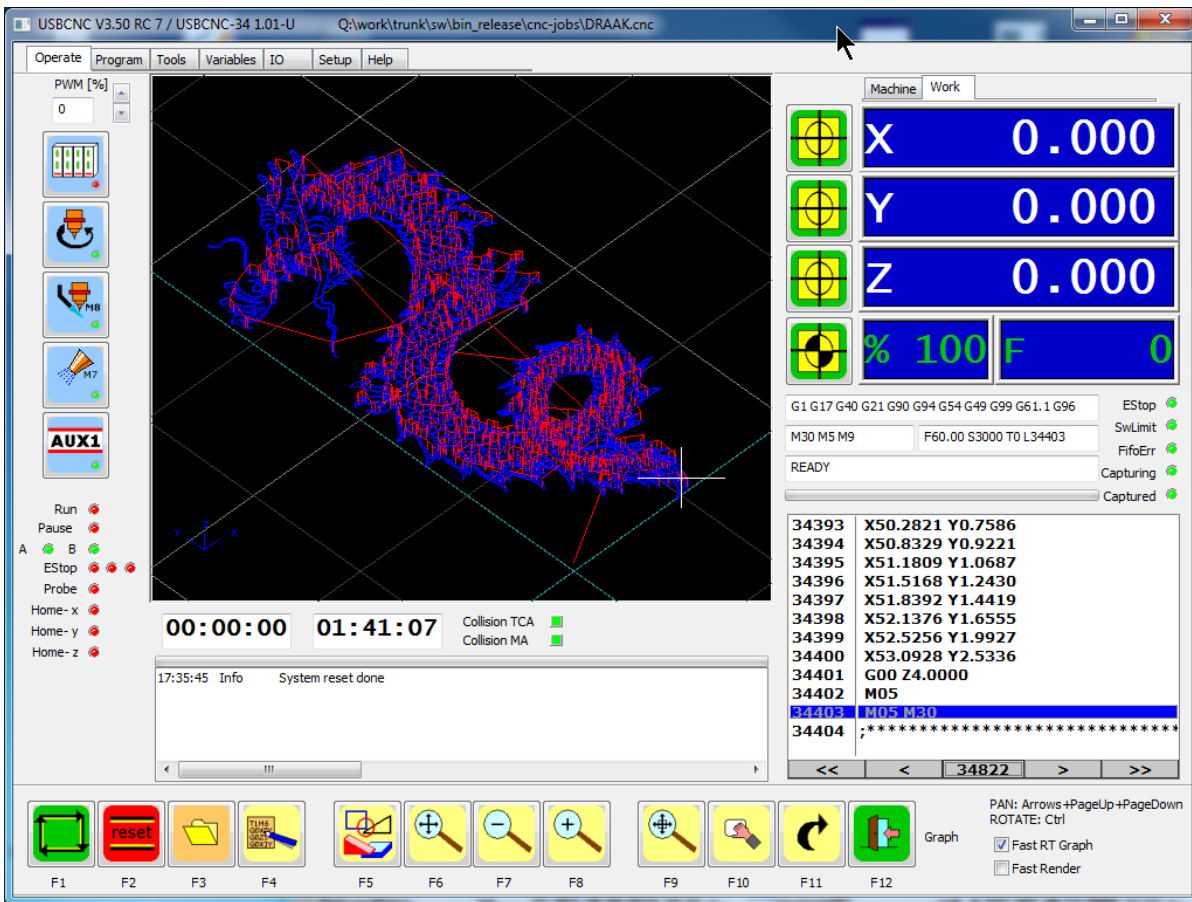 USBCNC V3.50 RC 7 / USBCNC-34 1.01-U Q:\work\trunk\sw\bin_release\cnc-jobs\DRAAK.cnc
Operate Program Tools Variables IO Setup Help
PWM [%]
0
M8
M7
AUX1
Run
Pause
A B
EStop
Probe
Home- x
Home- y
Home- z
Y Z X
00:00:00 01:41:07 Collision TCA
Collision MA
17:35:45 Info System reset done
Machine Work
X 0.000
Y 0.000
Z 0.000
% 100 F 0
G1 G17 G40 G21 G90 G94 G54 G49 G99 G61.1 G96 EStop
SwLimit
M30 M5 M9 F60.00 S3000 T0 L34403
FifoErr
READY
Capturing
Captured
34393 X50.2821 Y0.7586
34394 X50.8329 Y0.9221
34395 X51.1809 Y1.0687
34396 X51.5168 Y1.2430
34397 X51.8392 Y1.4419
34398 X52.1376 Y1.6555
34399 X52.5256 Y1.9927
34400 X53.0928 Y2.5336
34401 G00 Z4.0000
34402 M05
34403 M05 M30
34404 ;******************************
<< < 34822 > >>
reset
PAN: Arrows+PageUp+PageDown
ROTATE: Ctrl
Graph
Fast RT Graph
Fast Render
F1 F2 F3 F4 F5 F6 F7 F8 F9 F10 F11 F12